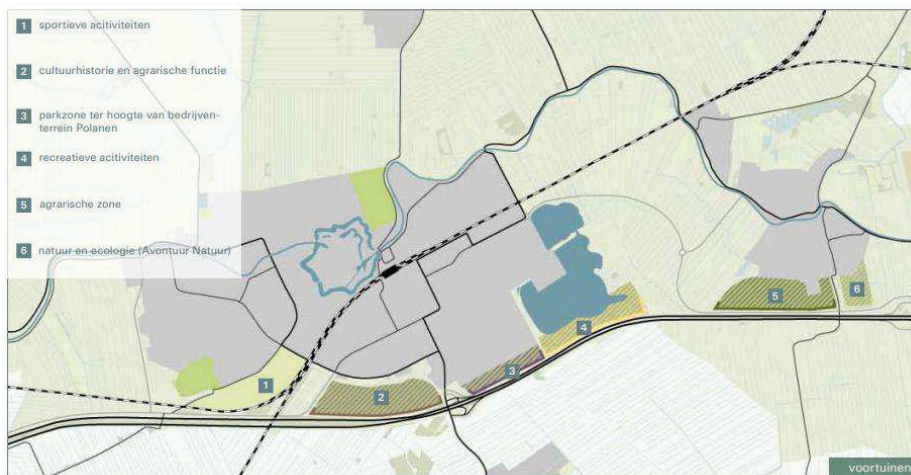 1 sportieve acitiviteiten
2 cultuurhistorie en agrarische functie
3 parkzone ter hoogte van bedrijven-
terrein Polanen
4 recreatieve acitiviteiten
5 agrarische zone
6 natuur en ecologie (Avontuur Natuur)
1
2
3
4
5
6
voortuinen